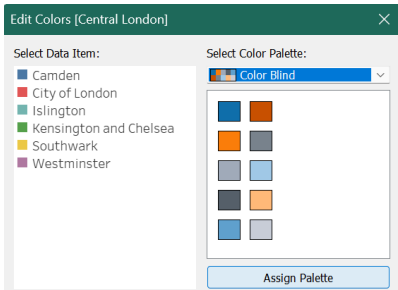 Edit Colors [Central London]
Select Data Item:
Camden
City of London
Islington
Kensington and Chelsea
Southwark
Westminster
Select Color Palette:
Color Blind
Assign Palette